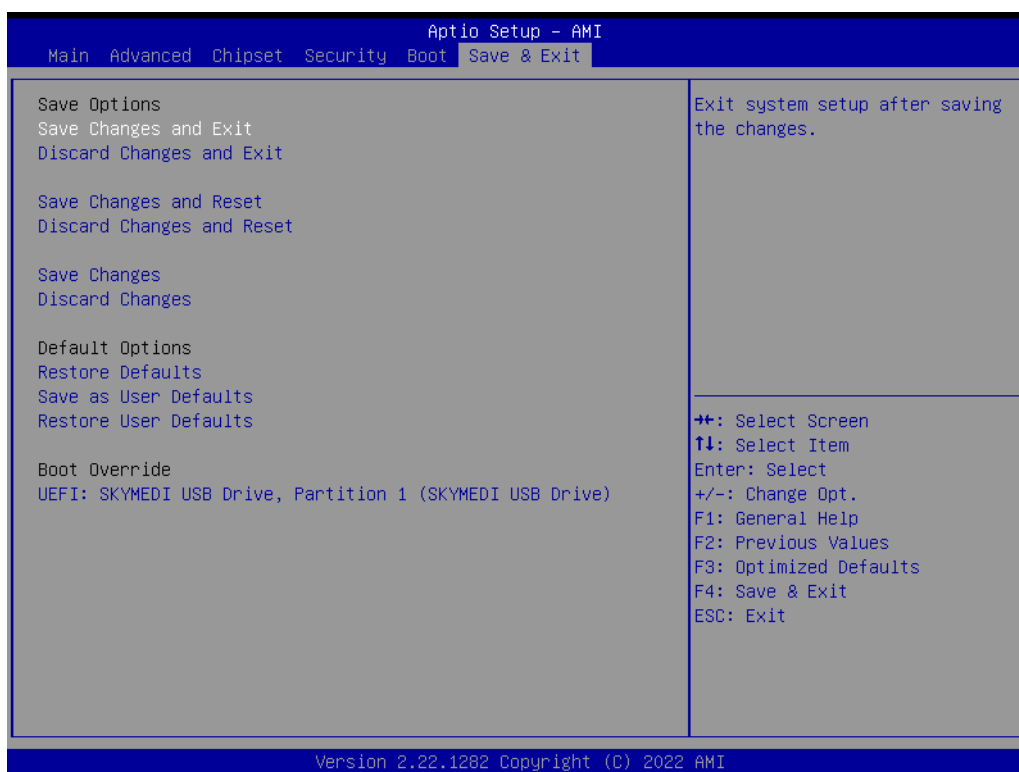 Aptio Setup - AMI
Main Advanced Chipset Security Boot Save & Exit
Save Options
Save Changes and Exit
Discard Changes and Exit
Save Changes and Reset
Discard Changes and Reset
Save Changes
Discard Changes
Default Options
Restore Defaults
Save as User Defaults
Restore User Defaults
Boot Override
UEFI: SKYMEDI USB Drive, Partition 1 (SKYMEDI USB Drive)
Exit system setup after saving
the changes.
→←: Select Screen
↑↓: Select Item
Enter: Select
+/-: Change Opt.
F1: General Help
F2: Previous Values
F3: Optimized Defaults
F4: Save & Exit
ESC: Exit
Version 2.22.1282 Copyright (C) 2022 AMI